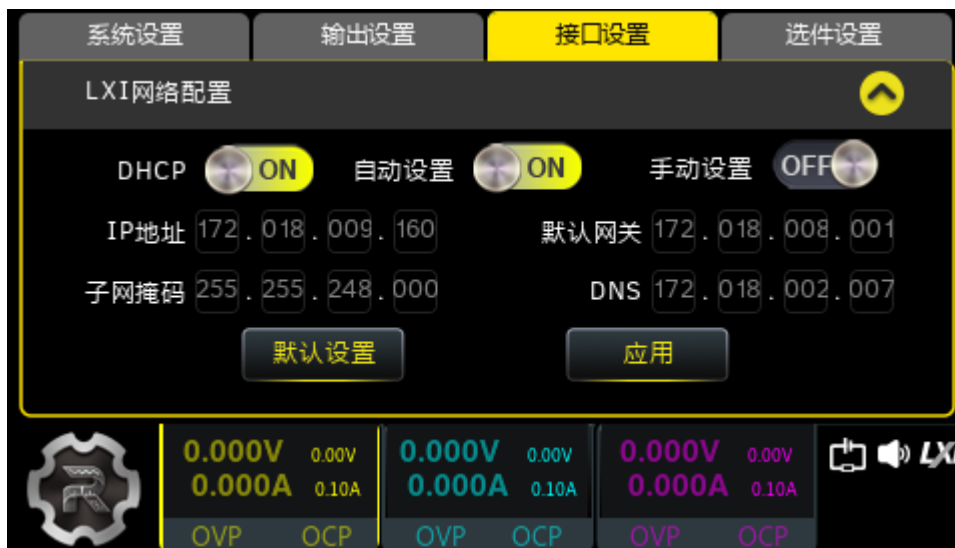 系统设置 输出设置 接口设置 选件设置
LXI网络配置
DHCP ON 自动设置 ON 手动设置 OFF
IP地址 172 . 018 . 009 . 160 默认网关 172 . 018 . 008 . 001
子网掩码 255 . 255 . 248 . 000 DNS 172 . 018 . 002 . 007
默认设置 应用
0.000V 0.00V 0.000V 0.00V 0.000V 0.00V LXI
0.000A 0.10A 0.000A 0.10A 0.000A 0.10A
R
OVP OCP OVP OCP OVP OCP